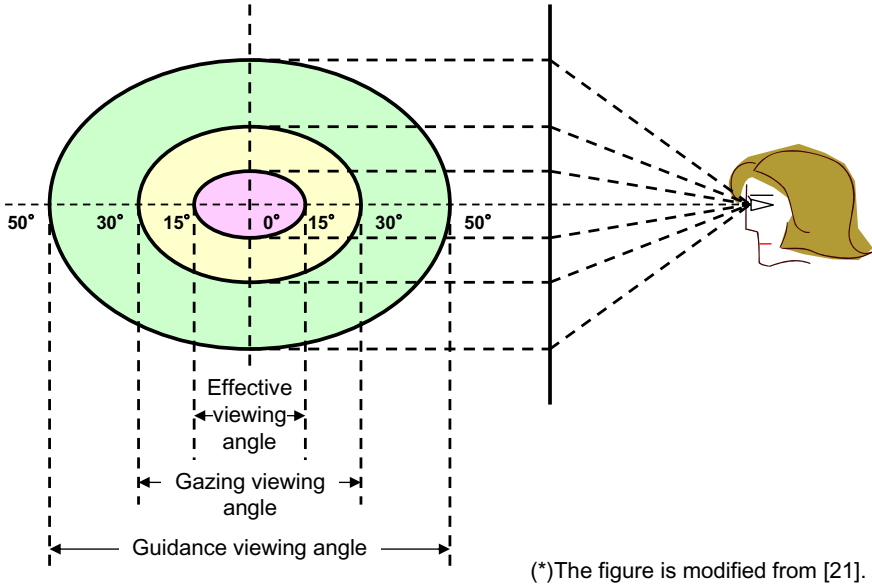 50° 30° 15° 0° 15° 30° 50°
Effective
viewing
angle
Gazing viewing
angle
Guidance viewing angle
(*)The figure is modified from [21].